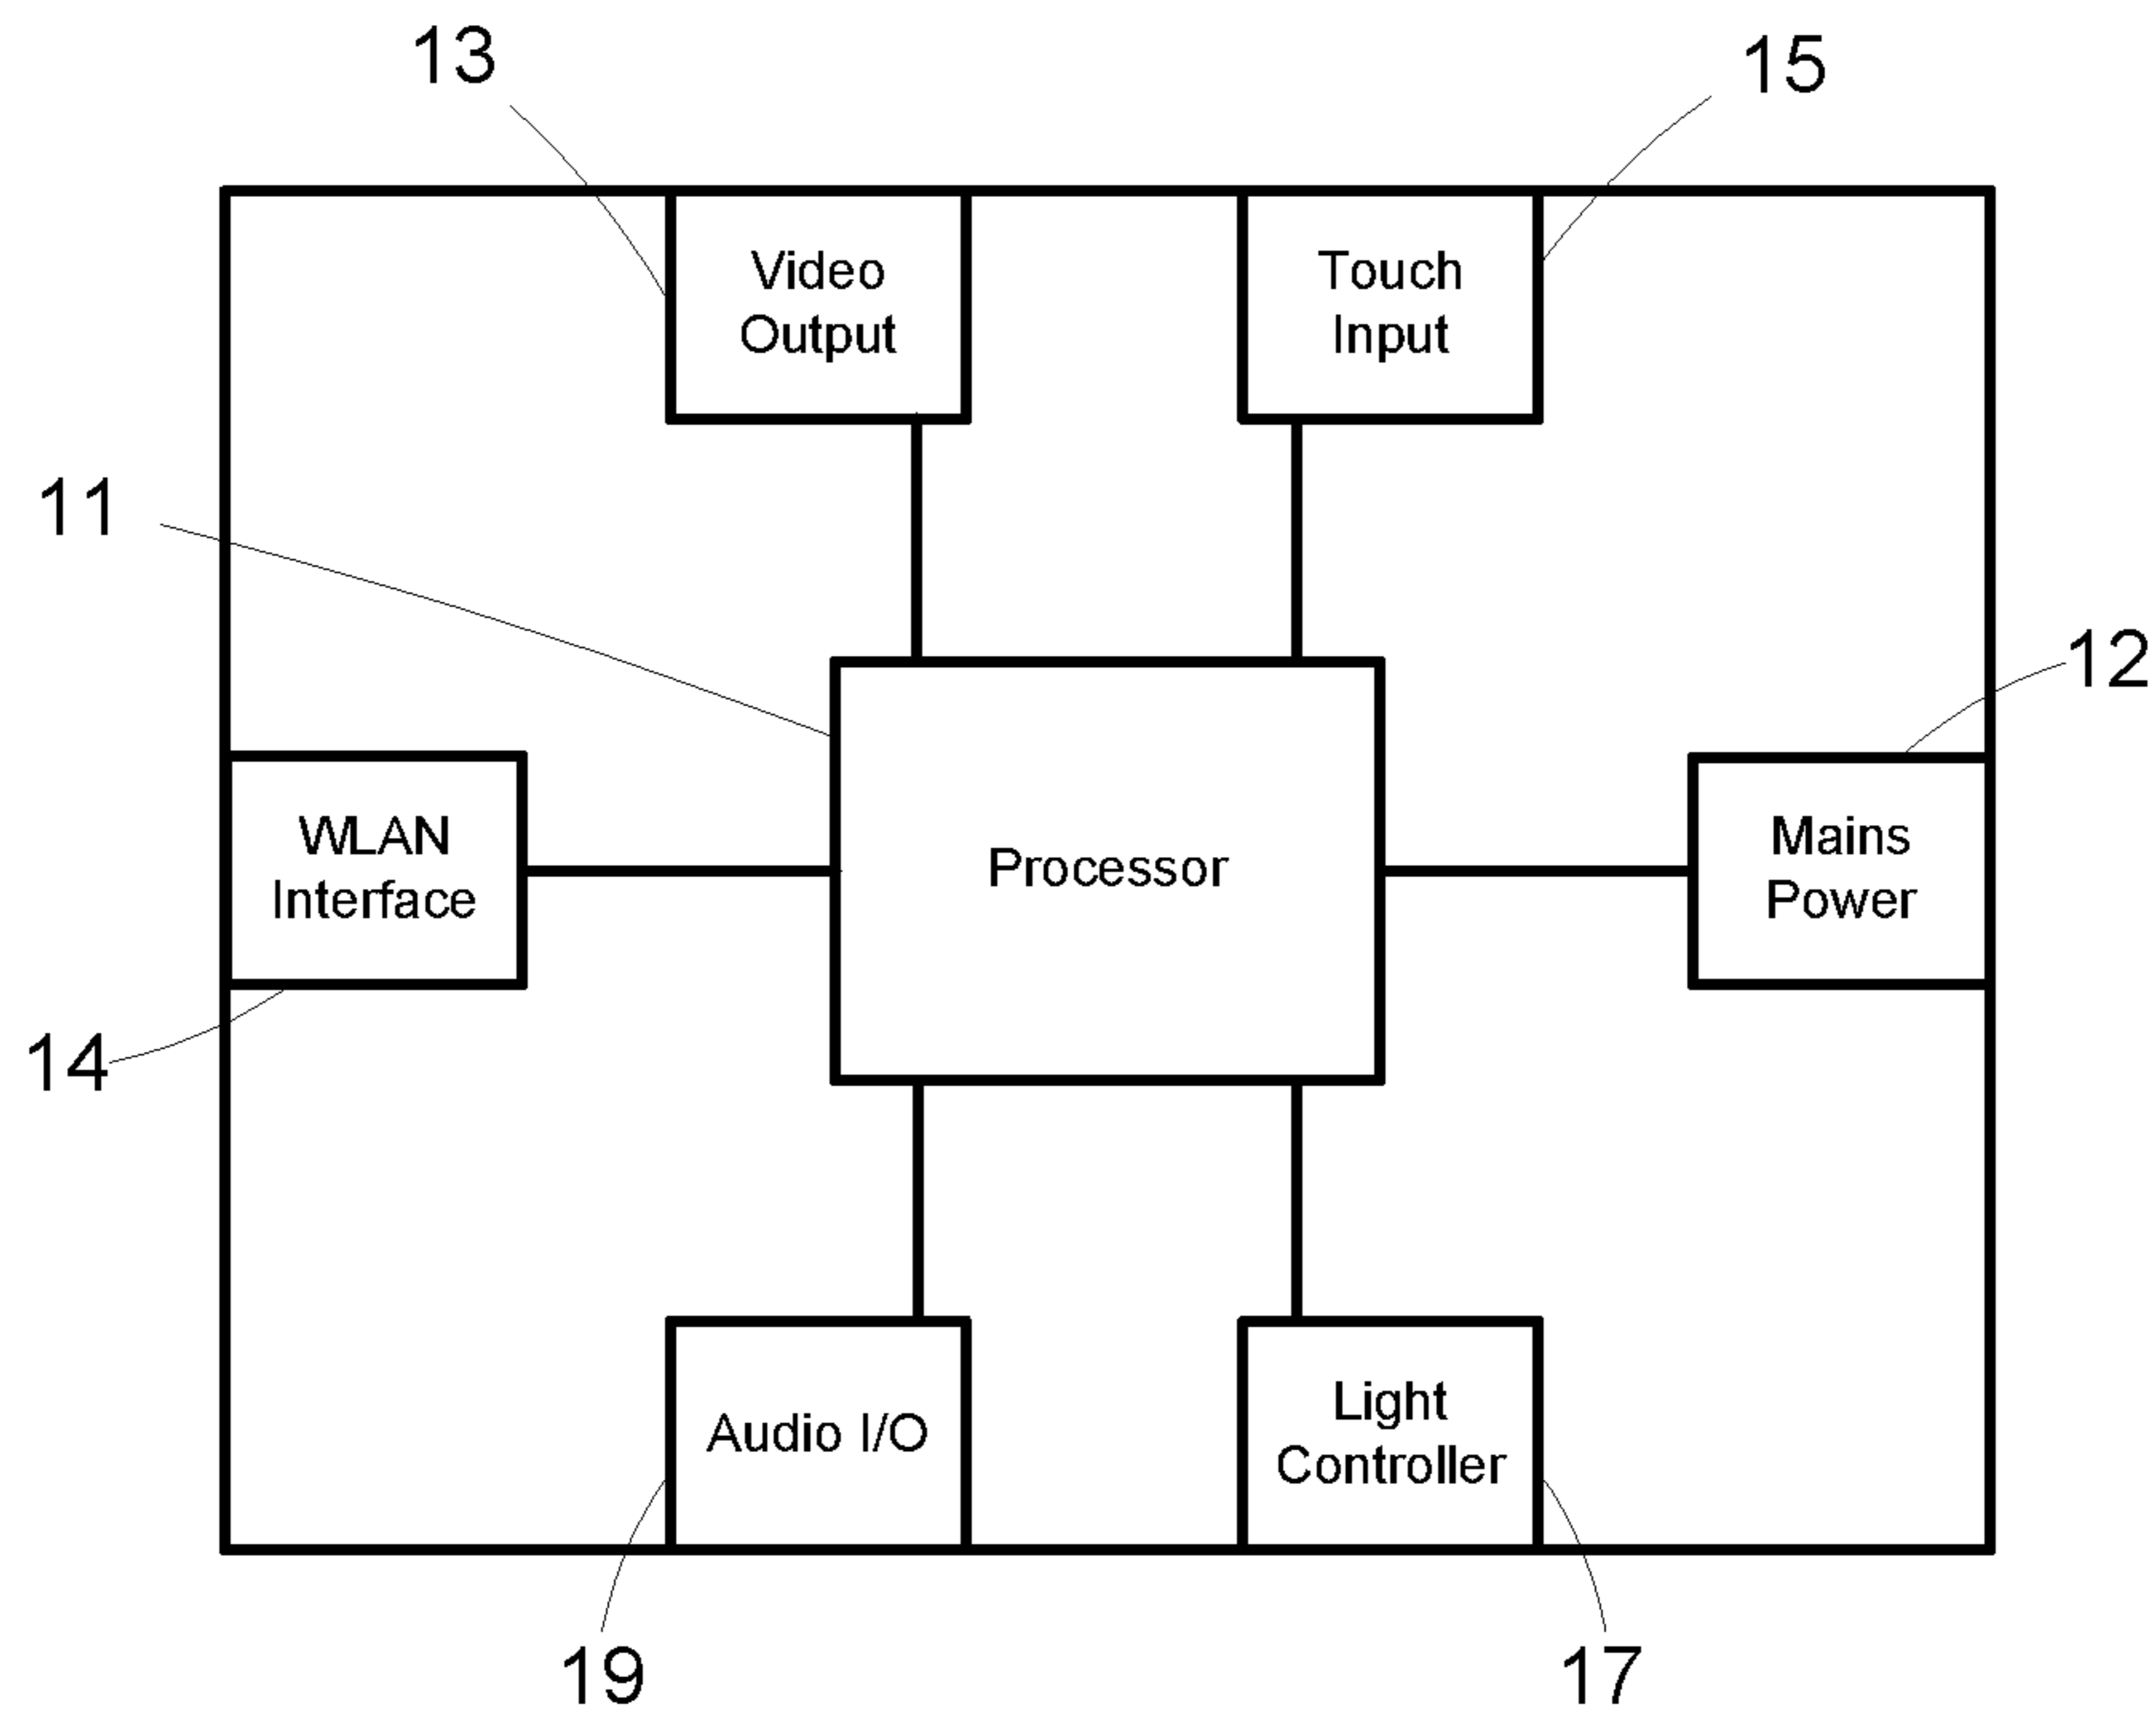 13
15
Video
Output
Touch
Input
11
12
WLAN
Interface
Processor
Mains
Power
14
Audio I/O
Light
Controller
19
17